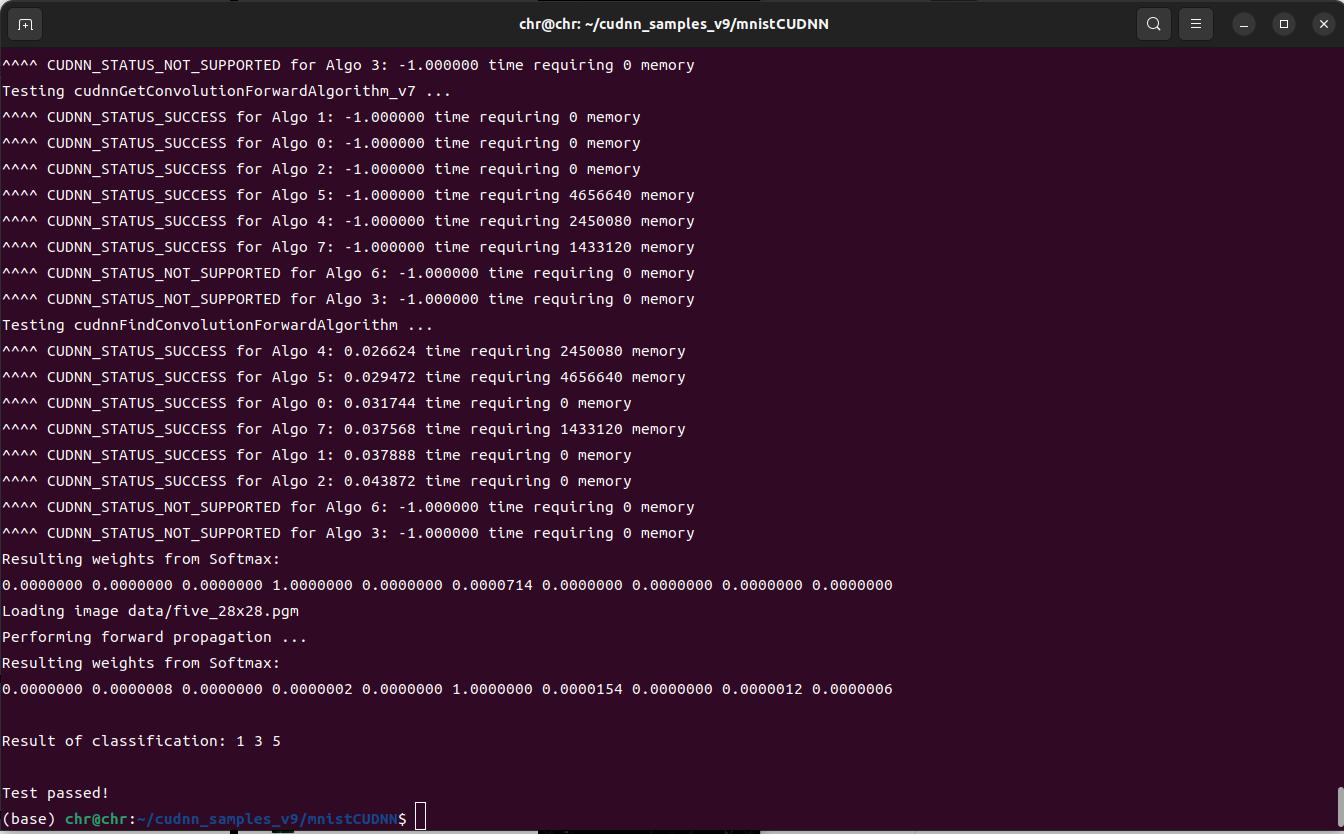 chr@chr: ~/cudnn_samples_v9/mnistCUDNN
^^^^ CUDNN_STATUS_NOT_SUPPORTED for Algo 3: -1.000000 time requiring 0 memory
Testing cudnnGetConvolutionForwardAlgorithm_v7 ...
^^^^ CUDNN_STATUS_SUCCESS for Algo 1: -1.000000 time requiring 0 memory
^^^^ CUDNN_STATUS_SUCCESS for Algo 0: -1.000000 time requiring 0 memory
^^^^ CUDNN_STATUS_SUCCESS for Algo 2: -1.000000 time requiring 0 memory
^^^^ CUDNN_STATUS_SUCCESS for Algo 5: -1.000000 time requiring 4656640 memory
^^^^ CUDNN_STATUS_SUCCESS for Algo 4: -1.000000 time requiring 2450080 memory
^^^^ CUDNN_STATUS_SUCCESS for Algo 7: -1.000000 time requiring 1433120 memory
^^^^ CUDNN_STATUS_NOT_SUPPORTED for Algo 6: -1.000000 time requiring 0 memory
^^^^ CUDNN_STATUS_NOT_SUPPORTED for Algo 3: -1.000000 time requiring 0 memory
Testing cudnnFindConvolutionForwardAlgorithm ...
^^^^ CUDNN_STATUS_SUCCESS for Algo 4: 0.026624 time requiring 2450080 memory
^^^^ CUDNN_STATUS_SUCCESS for Algo 5: 0.029472 time requiring 4656640 memory
^^^^ CUDNN_STATUS_SUCCESS for Algo 0: 0.031744 time requiring 0 memory
^^^^ CUDNN_STATUS_SUCCESS for Algo 7: 0.037568 time requiring 1433120 memory
^^^^ CUDNN_STATUS_SUCCESS for Algo 1: 0.037888 time requiring 0 memory
^^^^ CUDNN_STATUS_SUCCESS for Algo 2: 0.043872 time requiring 0 memory
^^^^ CUDNN_STATUS_NOT_SUPPORTED for Algo 6: -1.000000 time requiring 0 memory
^^^^ CUDNN_STATUS_NOT_SUPPORTED for Algo 3: -1.000000 time requiring 0 memory
Resulting weights from Softmax:
0.0000000 0.0000000 0.0000000 1.0000000 0.0000000 0.0000714 0.0000000 0.0000000 0.0000000 0.0000000
Loading image data/five_28x28.pgm
Performing forward propagation ...
Resulting weights from Softmax:
0.0000000 0.0000008 0.0000000 0.0000002 0.0000000 1.0000000 0.0000154 0.0000000 0.0000012 0.0000006
Result of classification: 1 3 5
Test passed!
(base) chr@chr:~/cudnn_samples_v9/mnistCUDNN$